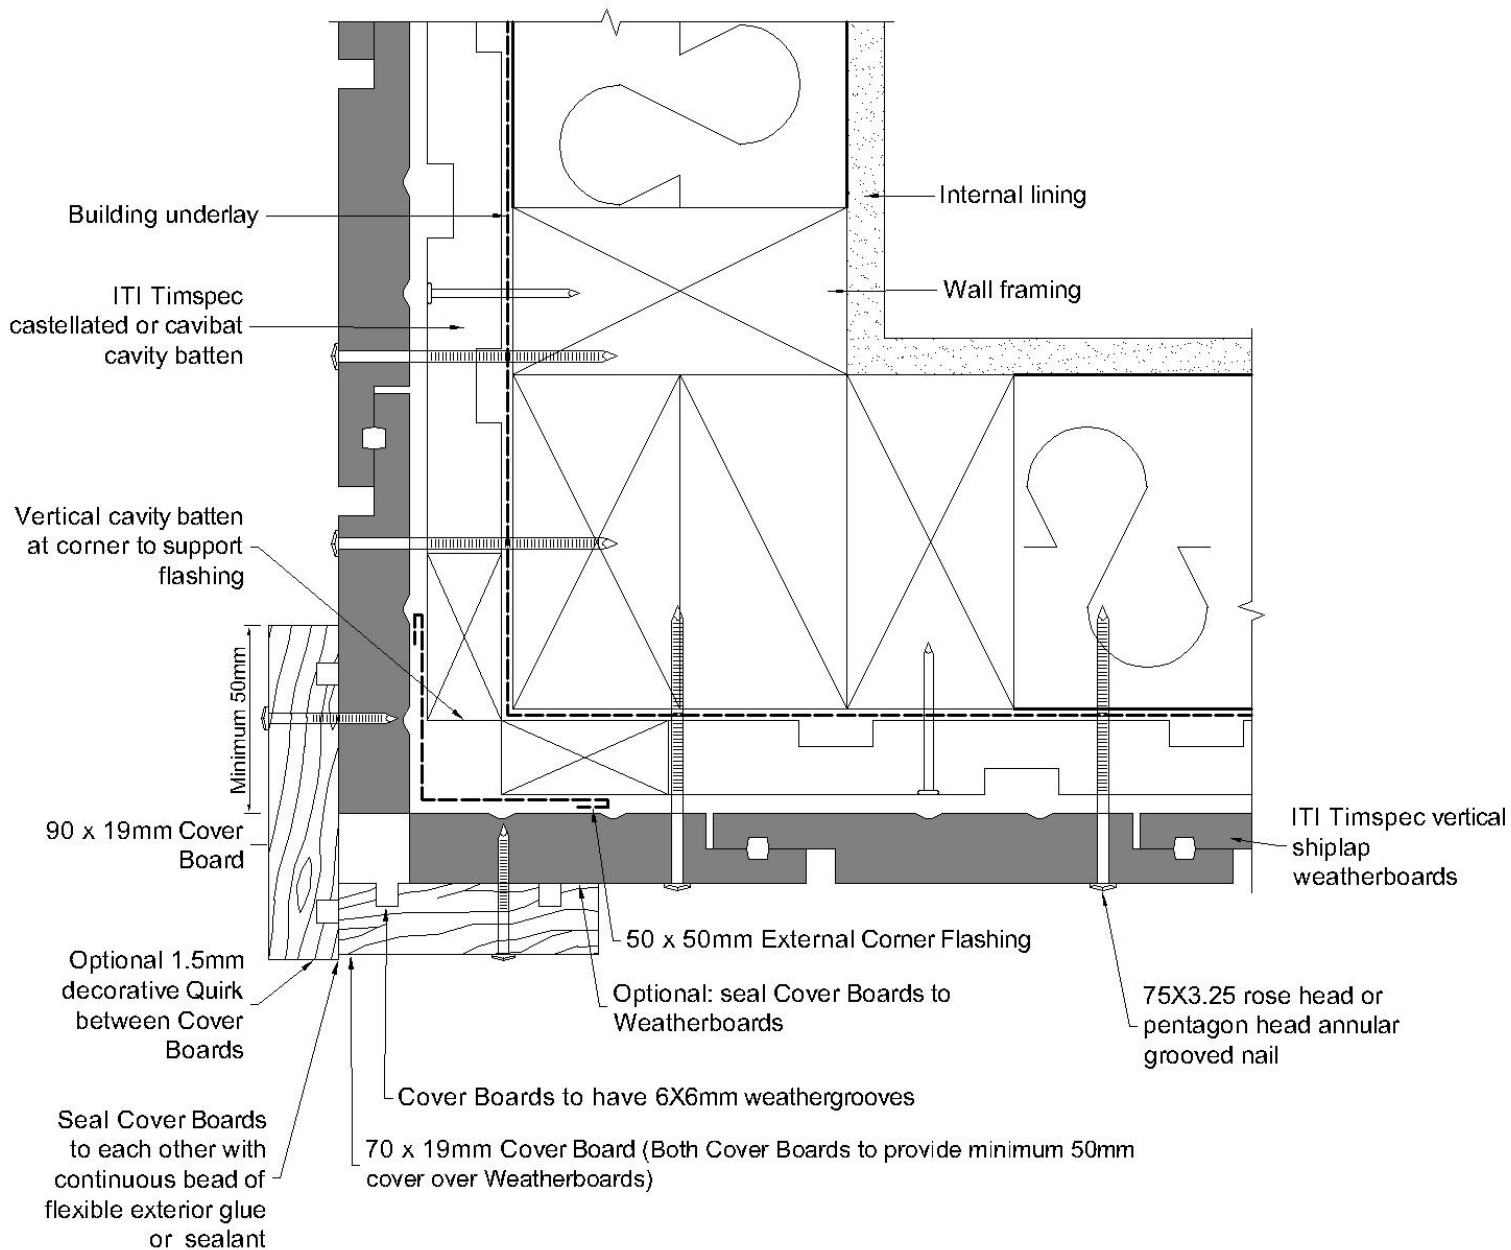 Internal lining
Building underlay
Wall framing
ITI Timspec
castellated or cavibat
cavity batten
Vertical cavity batten
at corner to support
flashing
Minimum 50mm
90 x 19mm Cover
Board
ITI Timspec vertical
shiplap
weatherboards
50 x 50mm External Corner Flashing
Optional 1.5mm
decorative Quirk
between Cover
Boards
Optional: seal Cover Boards to
Weatherboards
75X3.25 rose head or
pentagon head annular
grooved nail
Cover Boards to have 6X6mm weathergrooves
Seal Cover Boards
to each other with
continuous bead of
flexible exterior glue
or sealant
70 x 19mm Cover Board (Both Cover Boards to provide minimum 50mm
cover over Weatherboards)